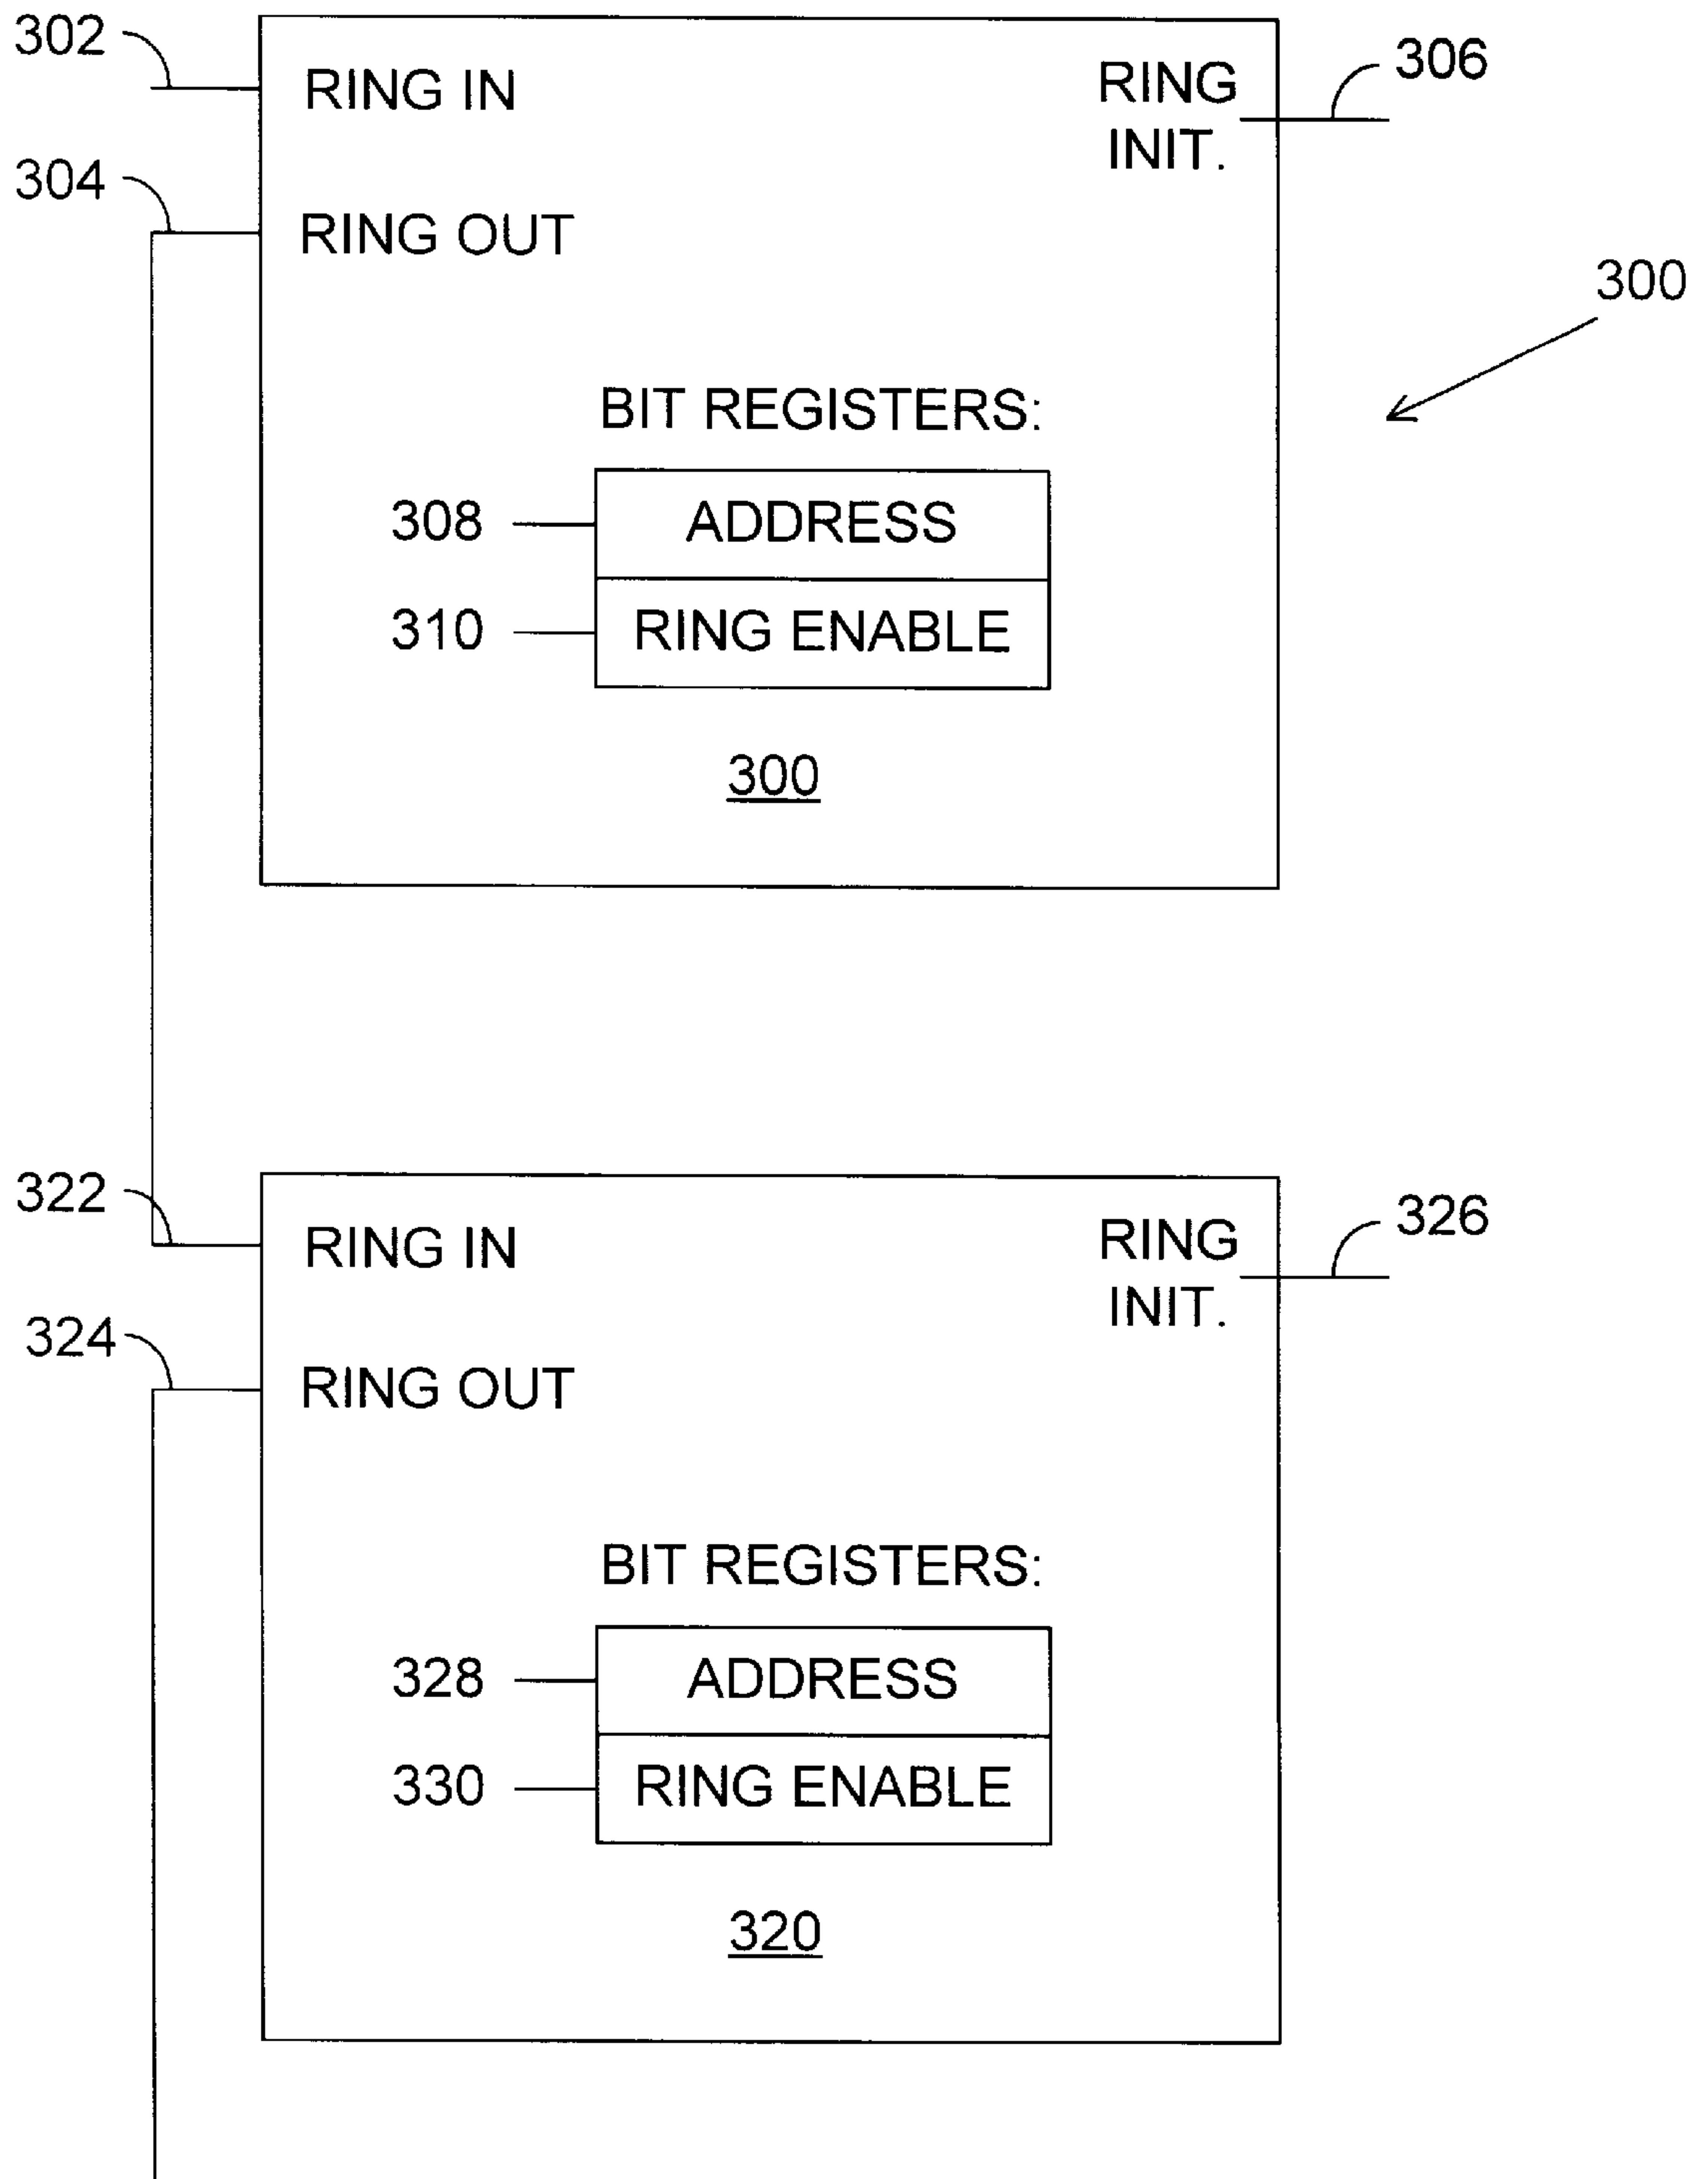 302
RING IN
RING
INIT.
306
304
RING OUT
300
BIT REGISTERS:
308
ADDRESS
310
RING ENABLE
300
322
RING IN
RING
INIT.
326
324
RING OUT
BIT REGISTERS:
328
ADDRESS
330
RING ENABLE
320